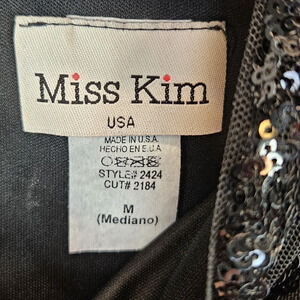 Miss Kim
USA
MADE IN U.S.A.
HECHO EN E.U.A.
STYLE# 2424
CUT# 2184
M
(Mediano)